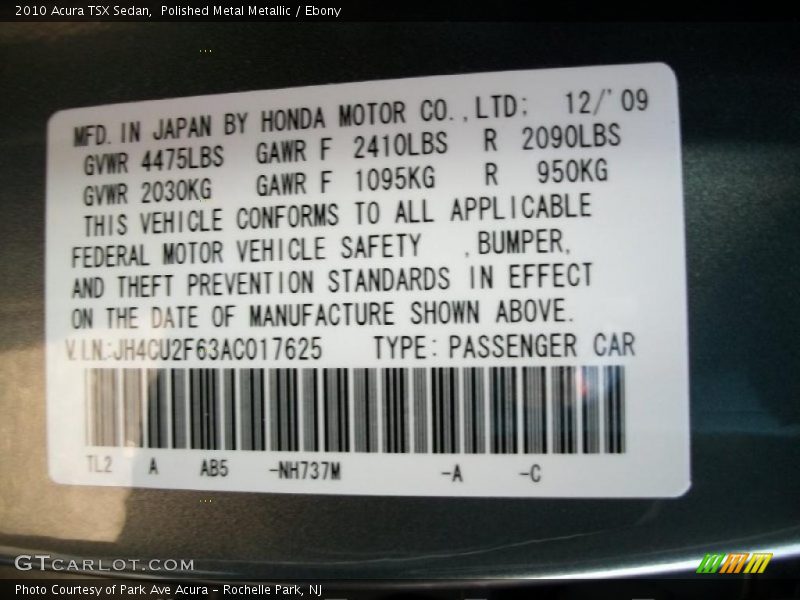 2010 Acura TSX Sedan,  Polished Metal Metallic / Ebony
MFD. IN JAPAN BY HONDA MOTOR CO., LTD; 12/'09
GVWR 4475LBS GAWR F 2410LBS R 2090LBS
GVWR 2030KG GAWR F 1095KG R 950KG
THIS VEHICLE CONFORMS TO ALL APPLICABLE
FEDERAL MOTOR VEHICLE SAFETY ,BUMPER,
AND THEFT PREVENTION STANDARDS IN EFFECT
ON THE DATE OF MANUFACTURE SHOWN ABOVE.
V.I.N.:JH4CU2F63AC017625 TYPE: PASSENGER CAR
TL2 A AB5 -NH737M -A -C
GTCARLOT.COM
Photo Courtesy of Park Ave Acura - Rochelle Park, NJ